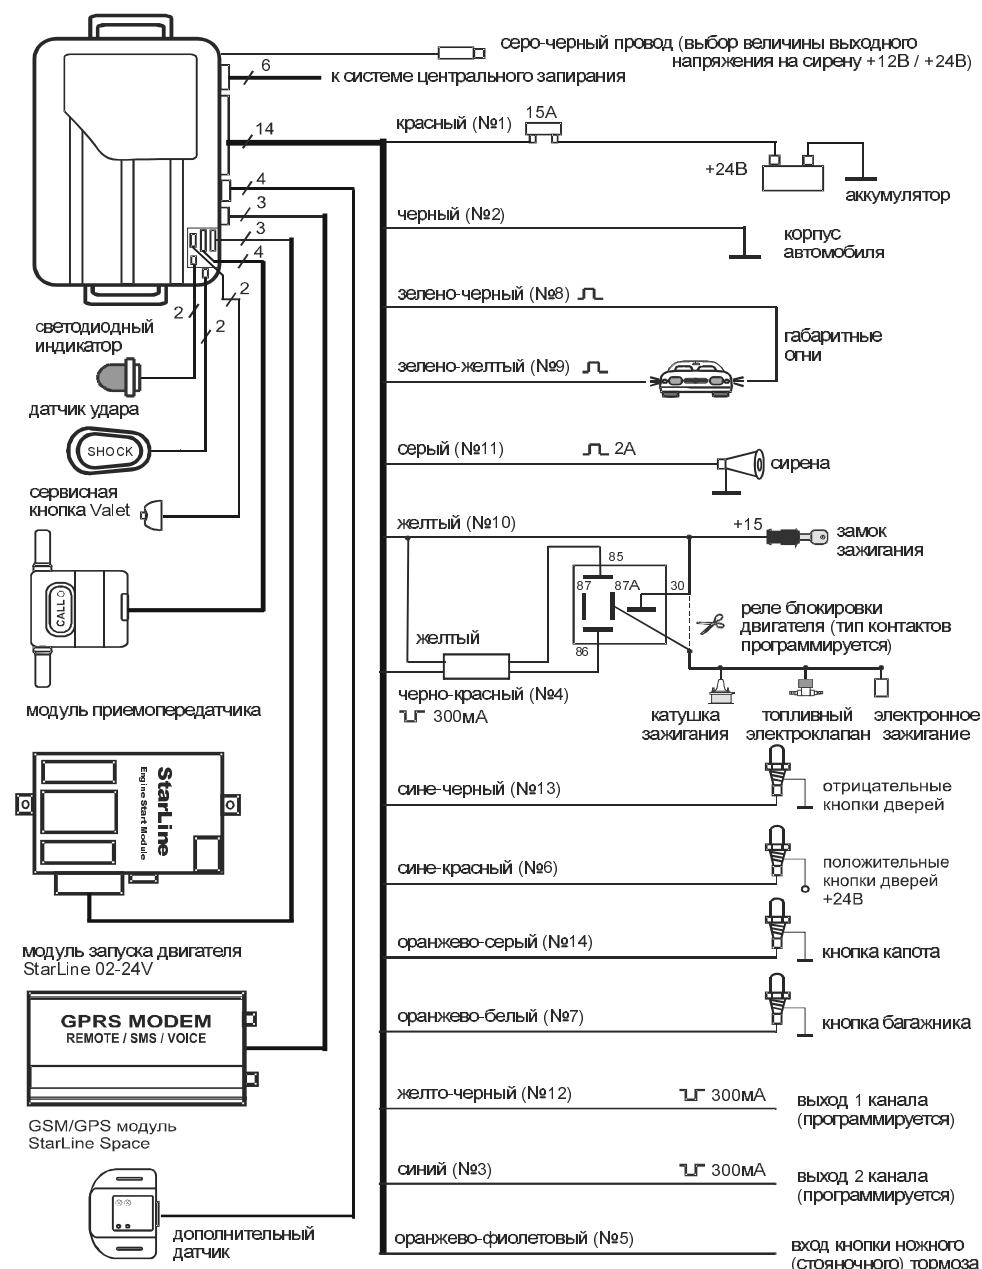 серо-черный провод (выбор величины выходного
напряжения на сирену +12В / +24В)
6
к системе центрального запирания
14
4
3
3
4
2
2
2
светодиодный
индикатор
датчик удара
SHOCK
сервисная
кнопка Valet
CALL
модуль приемопередатчика
StarLine
Engine Start Module
модуль запуска двигателя
StarLine 02-24V
GPRS MODEM
REMOTE / SMS / VOICE
GSM/GPS модуль
StarLine Space
дополнительный
датчик
красный (№1)
15А
+24В
аккумулятор
черный (№2)
корпус
автомобиля
зелено-черный (№8)
габаритные
огни
зелено-желтый (№9)
серый (№11)
2А
сирена
желтый (№10)
+15
замок
зажигания
85
87
87А
30
86
реле блокировки
двигателя (тип контактов
программируется)
желтый
черно-красный (№4)
300мА
катушка
зажигания
топливный
электроклапан
электронное
зажигание
сине-черный (№13)
отрицательные
кнопки дверей
сине-красный (№6)
положительные
кнопки дверей
+24В
оранжево-серый (№14)
кнопка капота
оранжево-белый (№7)
кнопка багажника
желто-черный (№12)
300мА
выход 1 канала
(программируется)
синий (№3)
300мА
выход 2 канала
(программируется)
оранжево-фиолетовый (№5)
вход кнопки ножного
(стояночного) тормоза